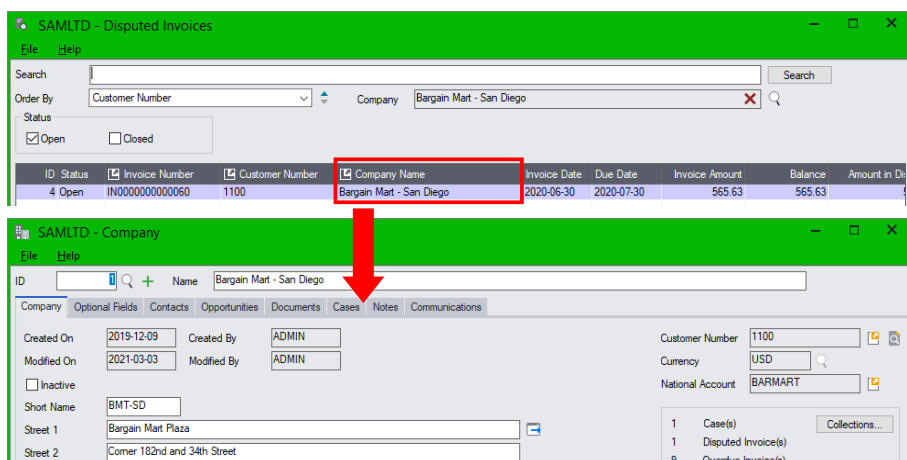 SAMLTD - Disputed Invoices
File Help
Search Search
Order By Customer Number Company Bargain Mart - San Diego
Status
Open Closed
ID Status Invoice Number Customer Number Company Name Invoice Date Due Date Invoice Amount Balance Amount in Dis
4 Open IN0000000000060 1100 Bargain Mart - San Diego 2020-06-30 2020-07-30 565.63 565.63
SAMLTD - Company
File Help
ID 1 Name Bargain Mart - San Diego
Company Optional Fields Contacts Opportunities Documents Cases Notes Communications
Created On 2019-12-09 Created By ADMIN Customer Number 1100
Modified On 2021-03-03 Modified By ADMIN Currency USD
Inactive National Account BARMART
Short Name BMT-SD
Street 1 Bargain Mart Plaza 1 Case(s) Collections...
Street 2 Corner 182nd and 34th Street 1 Disputed Invoice(s)
Overdue Invoice(s)